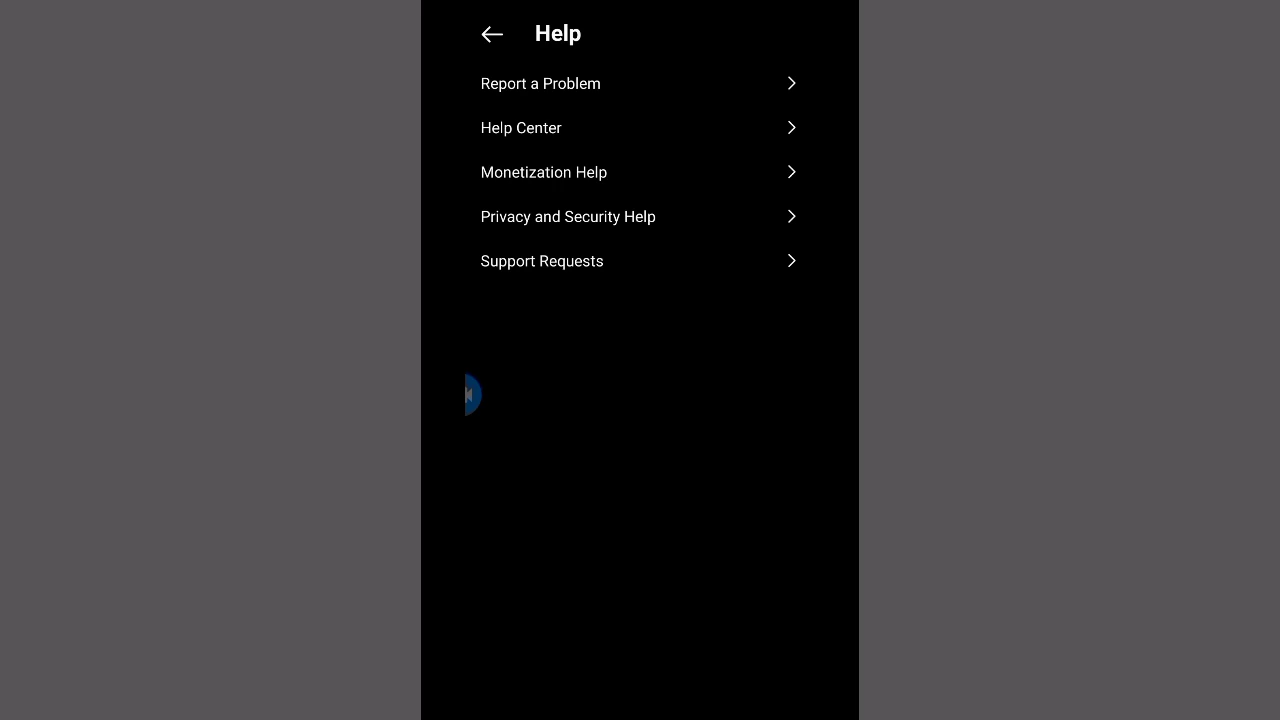 Help
Report a Problem
Help Center
Monetization Help
Privacy and Security Help
Support Requests